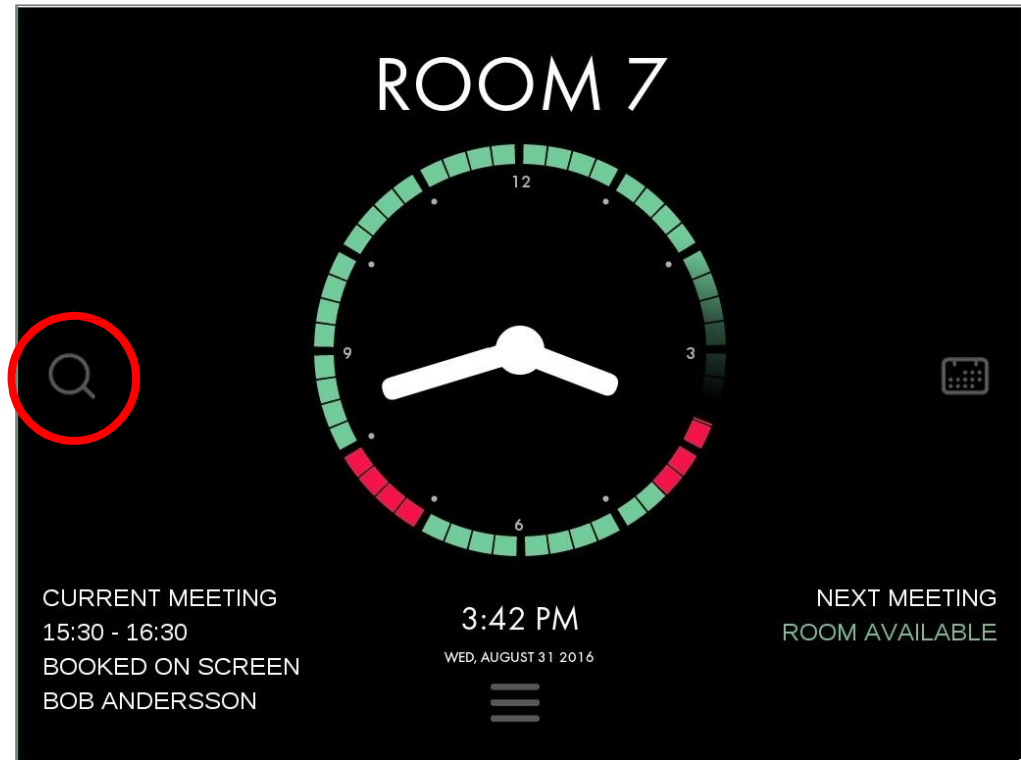 ROOM 7
12
9
3
6
CURRENT MEETING
15:30 - 16:30
BOOKED ON SCREEN
BOB ANDERSSON
3:42 PM
WED, AUGUST 31 2016
NEXT MEETING
ROOM AVAILABLE